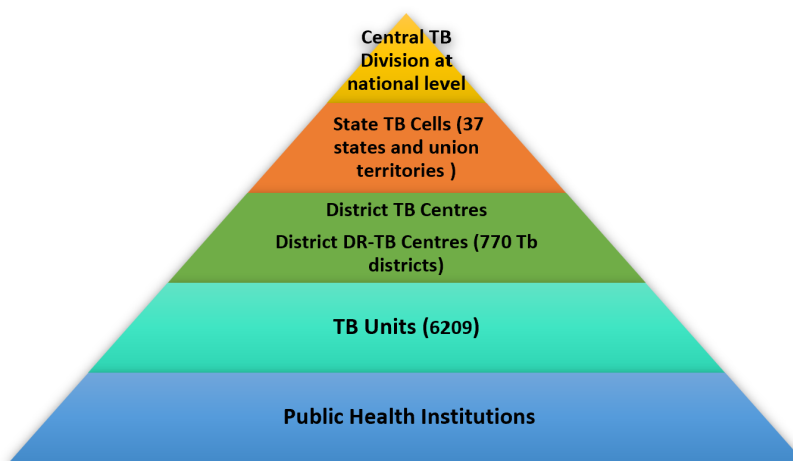 Central TB
Division at
national level
State TB Cells (37
states and union
territories )
District TB Centres
District DR-TB Centres (770 Tb
districts)
TB Units (6209)
Public Health Institutions